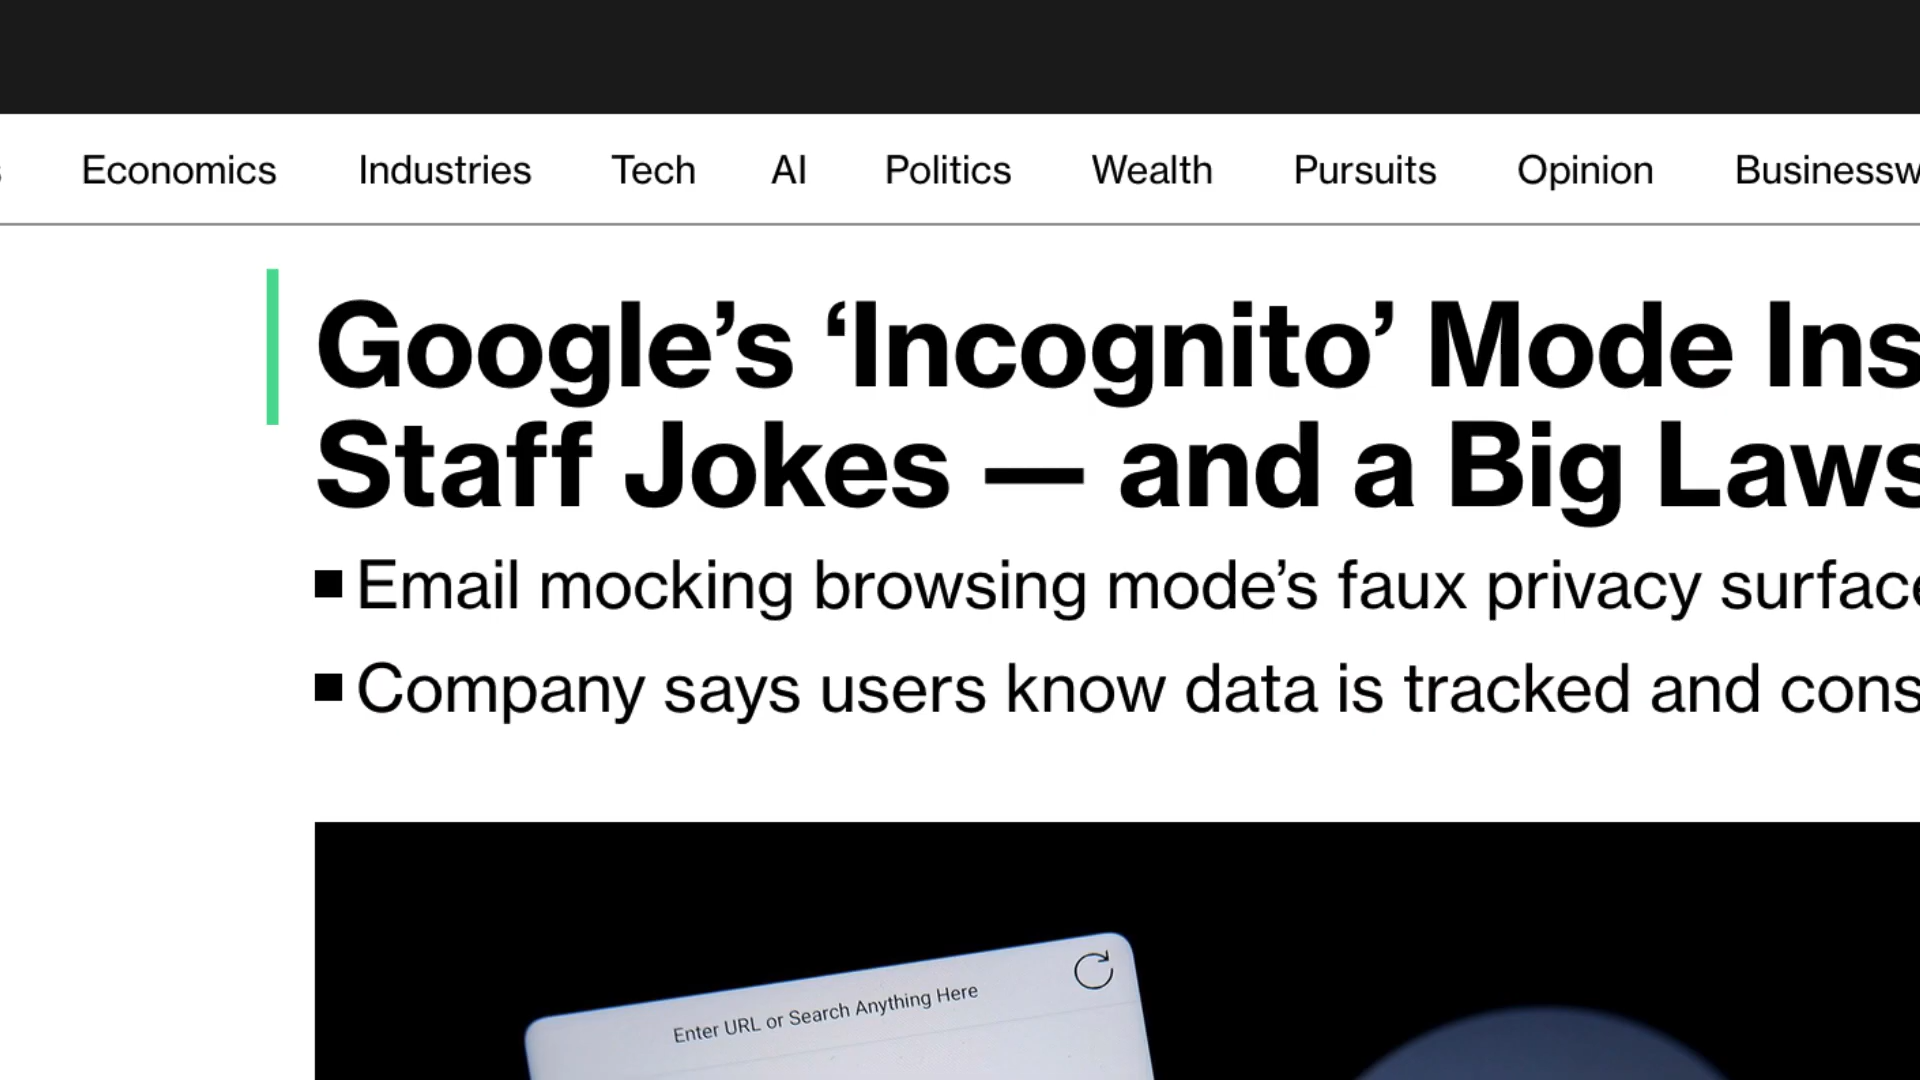 Economics Industries Tech AI Politics Wealth Pursuits Opinion
Google’s ‘Incognito’ Mode
Staff Jokes — and a Big
Email mocking browsing mode’s faux privacy
Company says users know data is tracked and
Enter URL or Search Anything Here